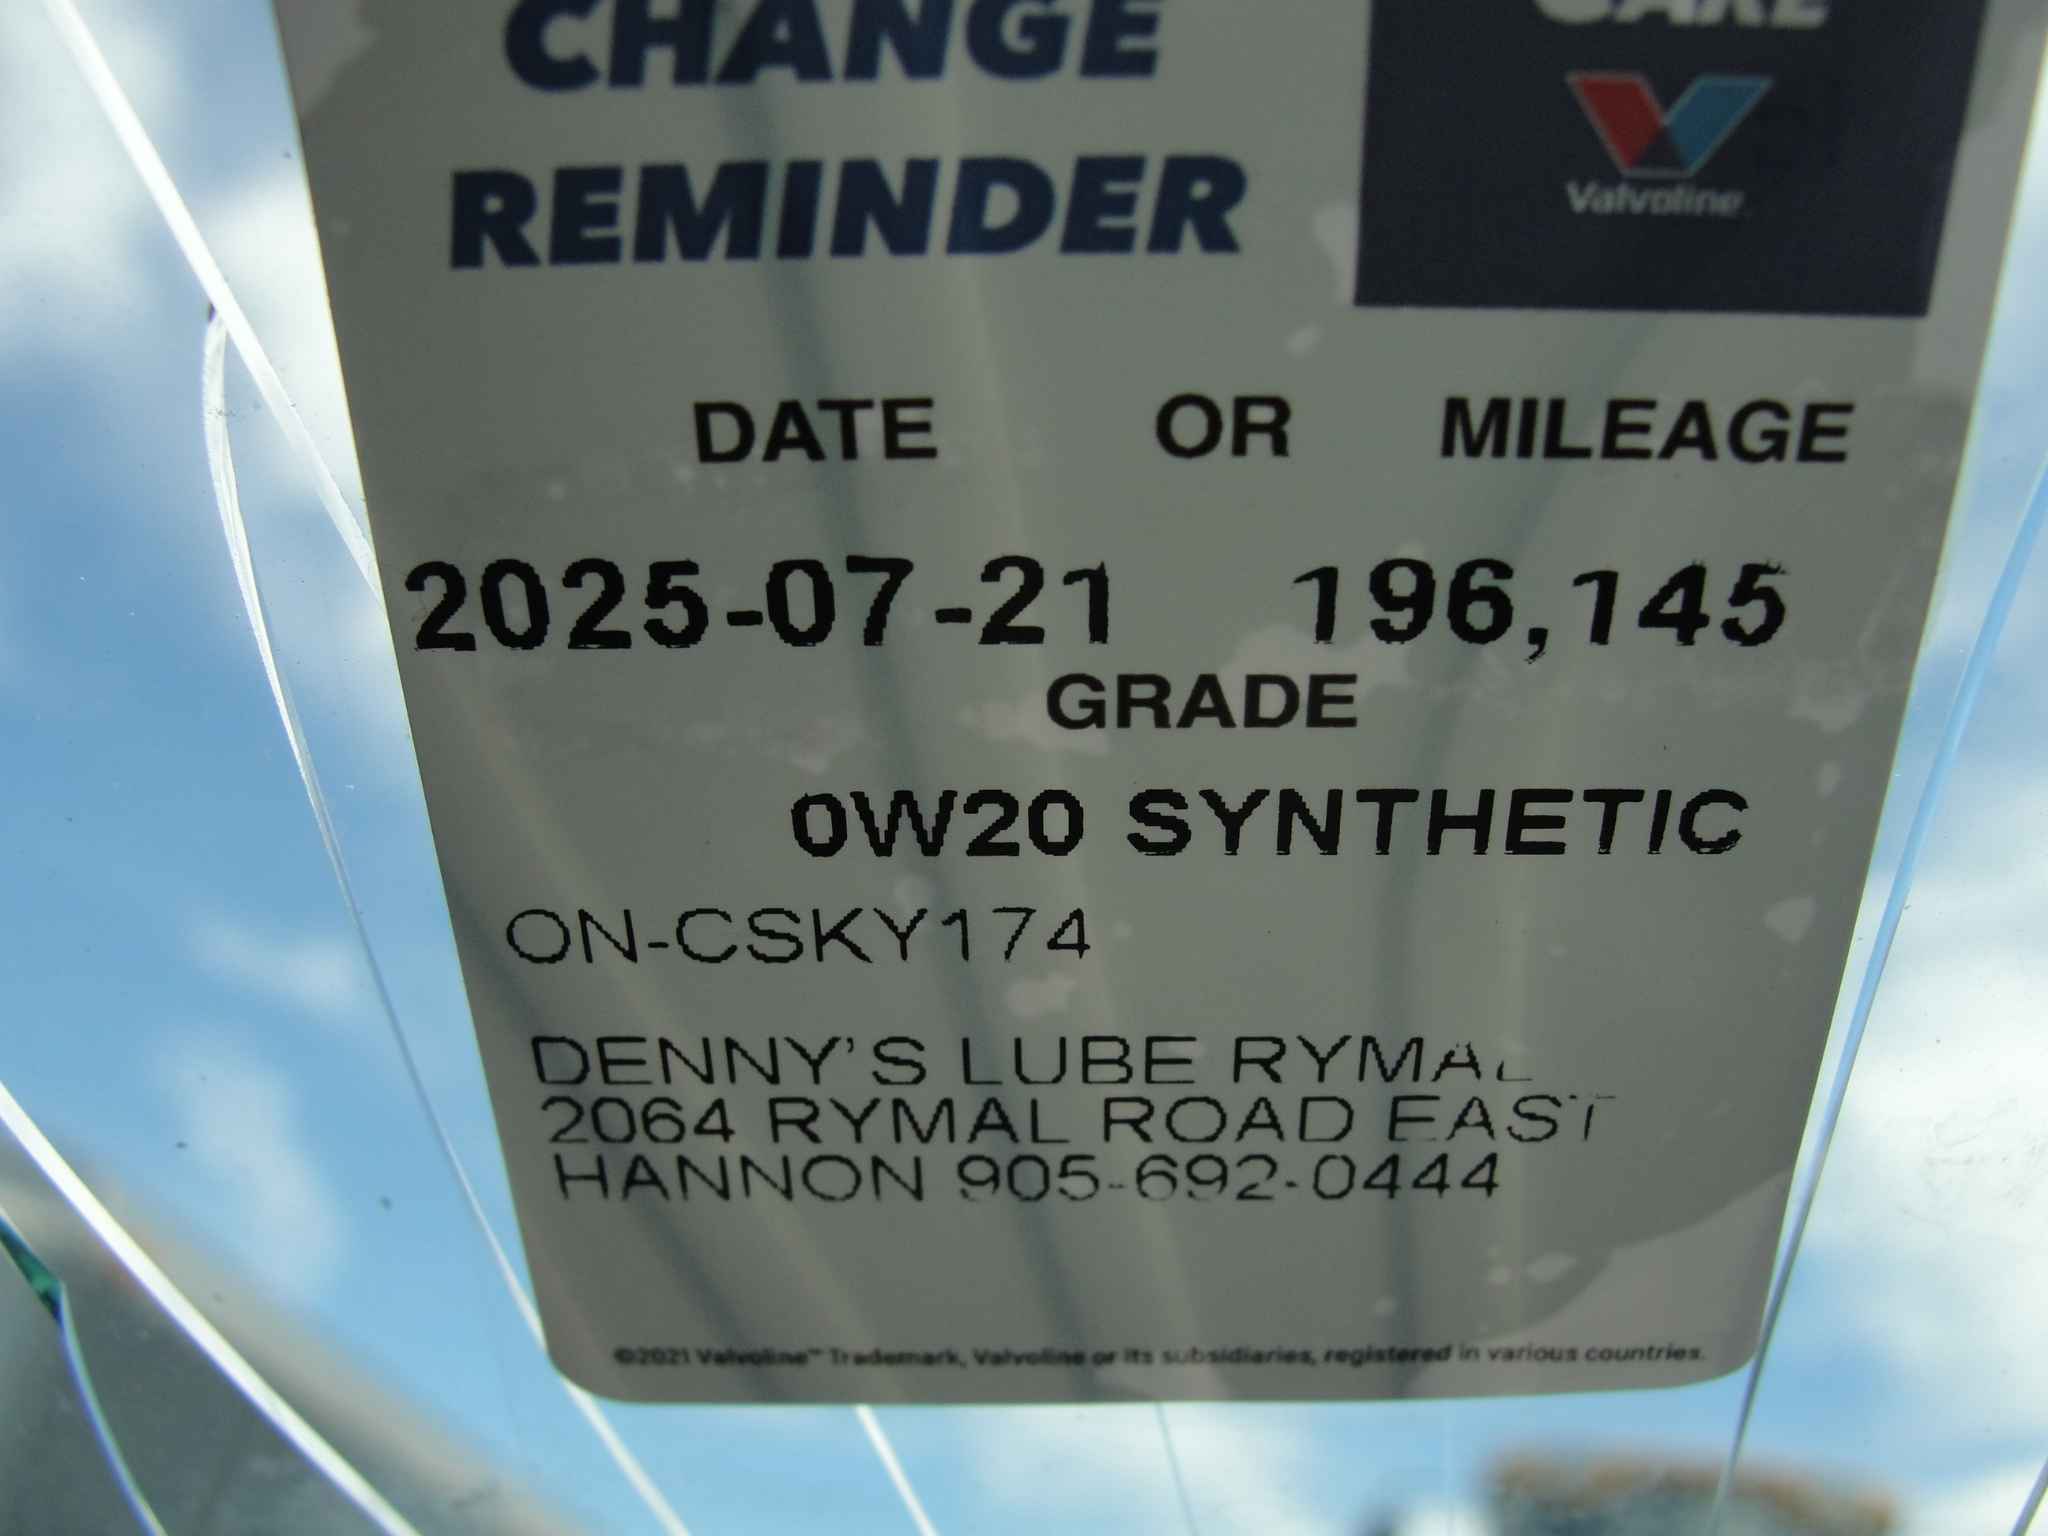 CHANGE
REMINDER
CARE
Valvoline
DATE OR MILEAGE
2025-07-21 196,145
GRADE
0W20 SYNTHETIC
ON-CSKY174
DENNY'S LUBE RYMAL
2064 RYMAL ROAD EAST
HANNON 905-692-0444
©2021 Valvoline™ Trademark, Valvoline or its subsidiaries, registered in various countries.